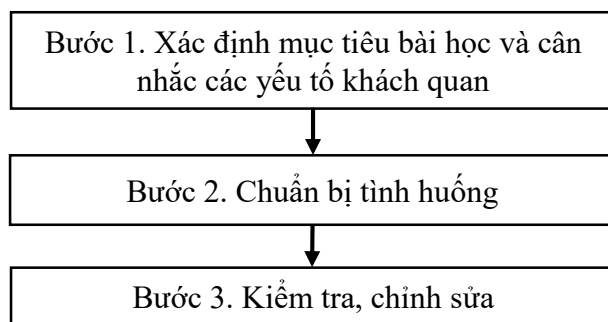 Bước 1. Xác định mục tiêu bài học và cân
nhắc các yếu tố khách quan
Bước 2. Chuẩn bị tình huống
Bước 3. Kiểm tra, chỉnh sửa